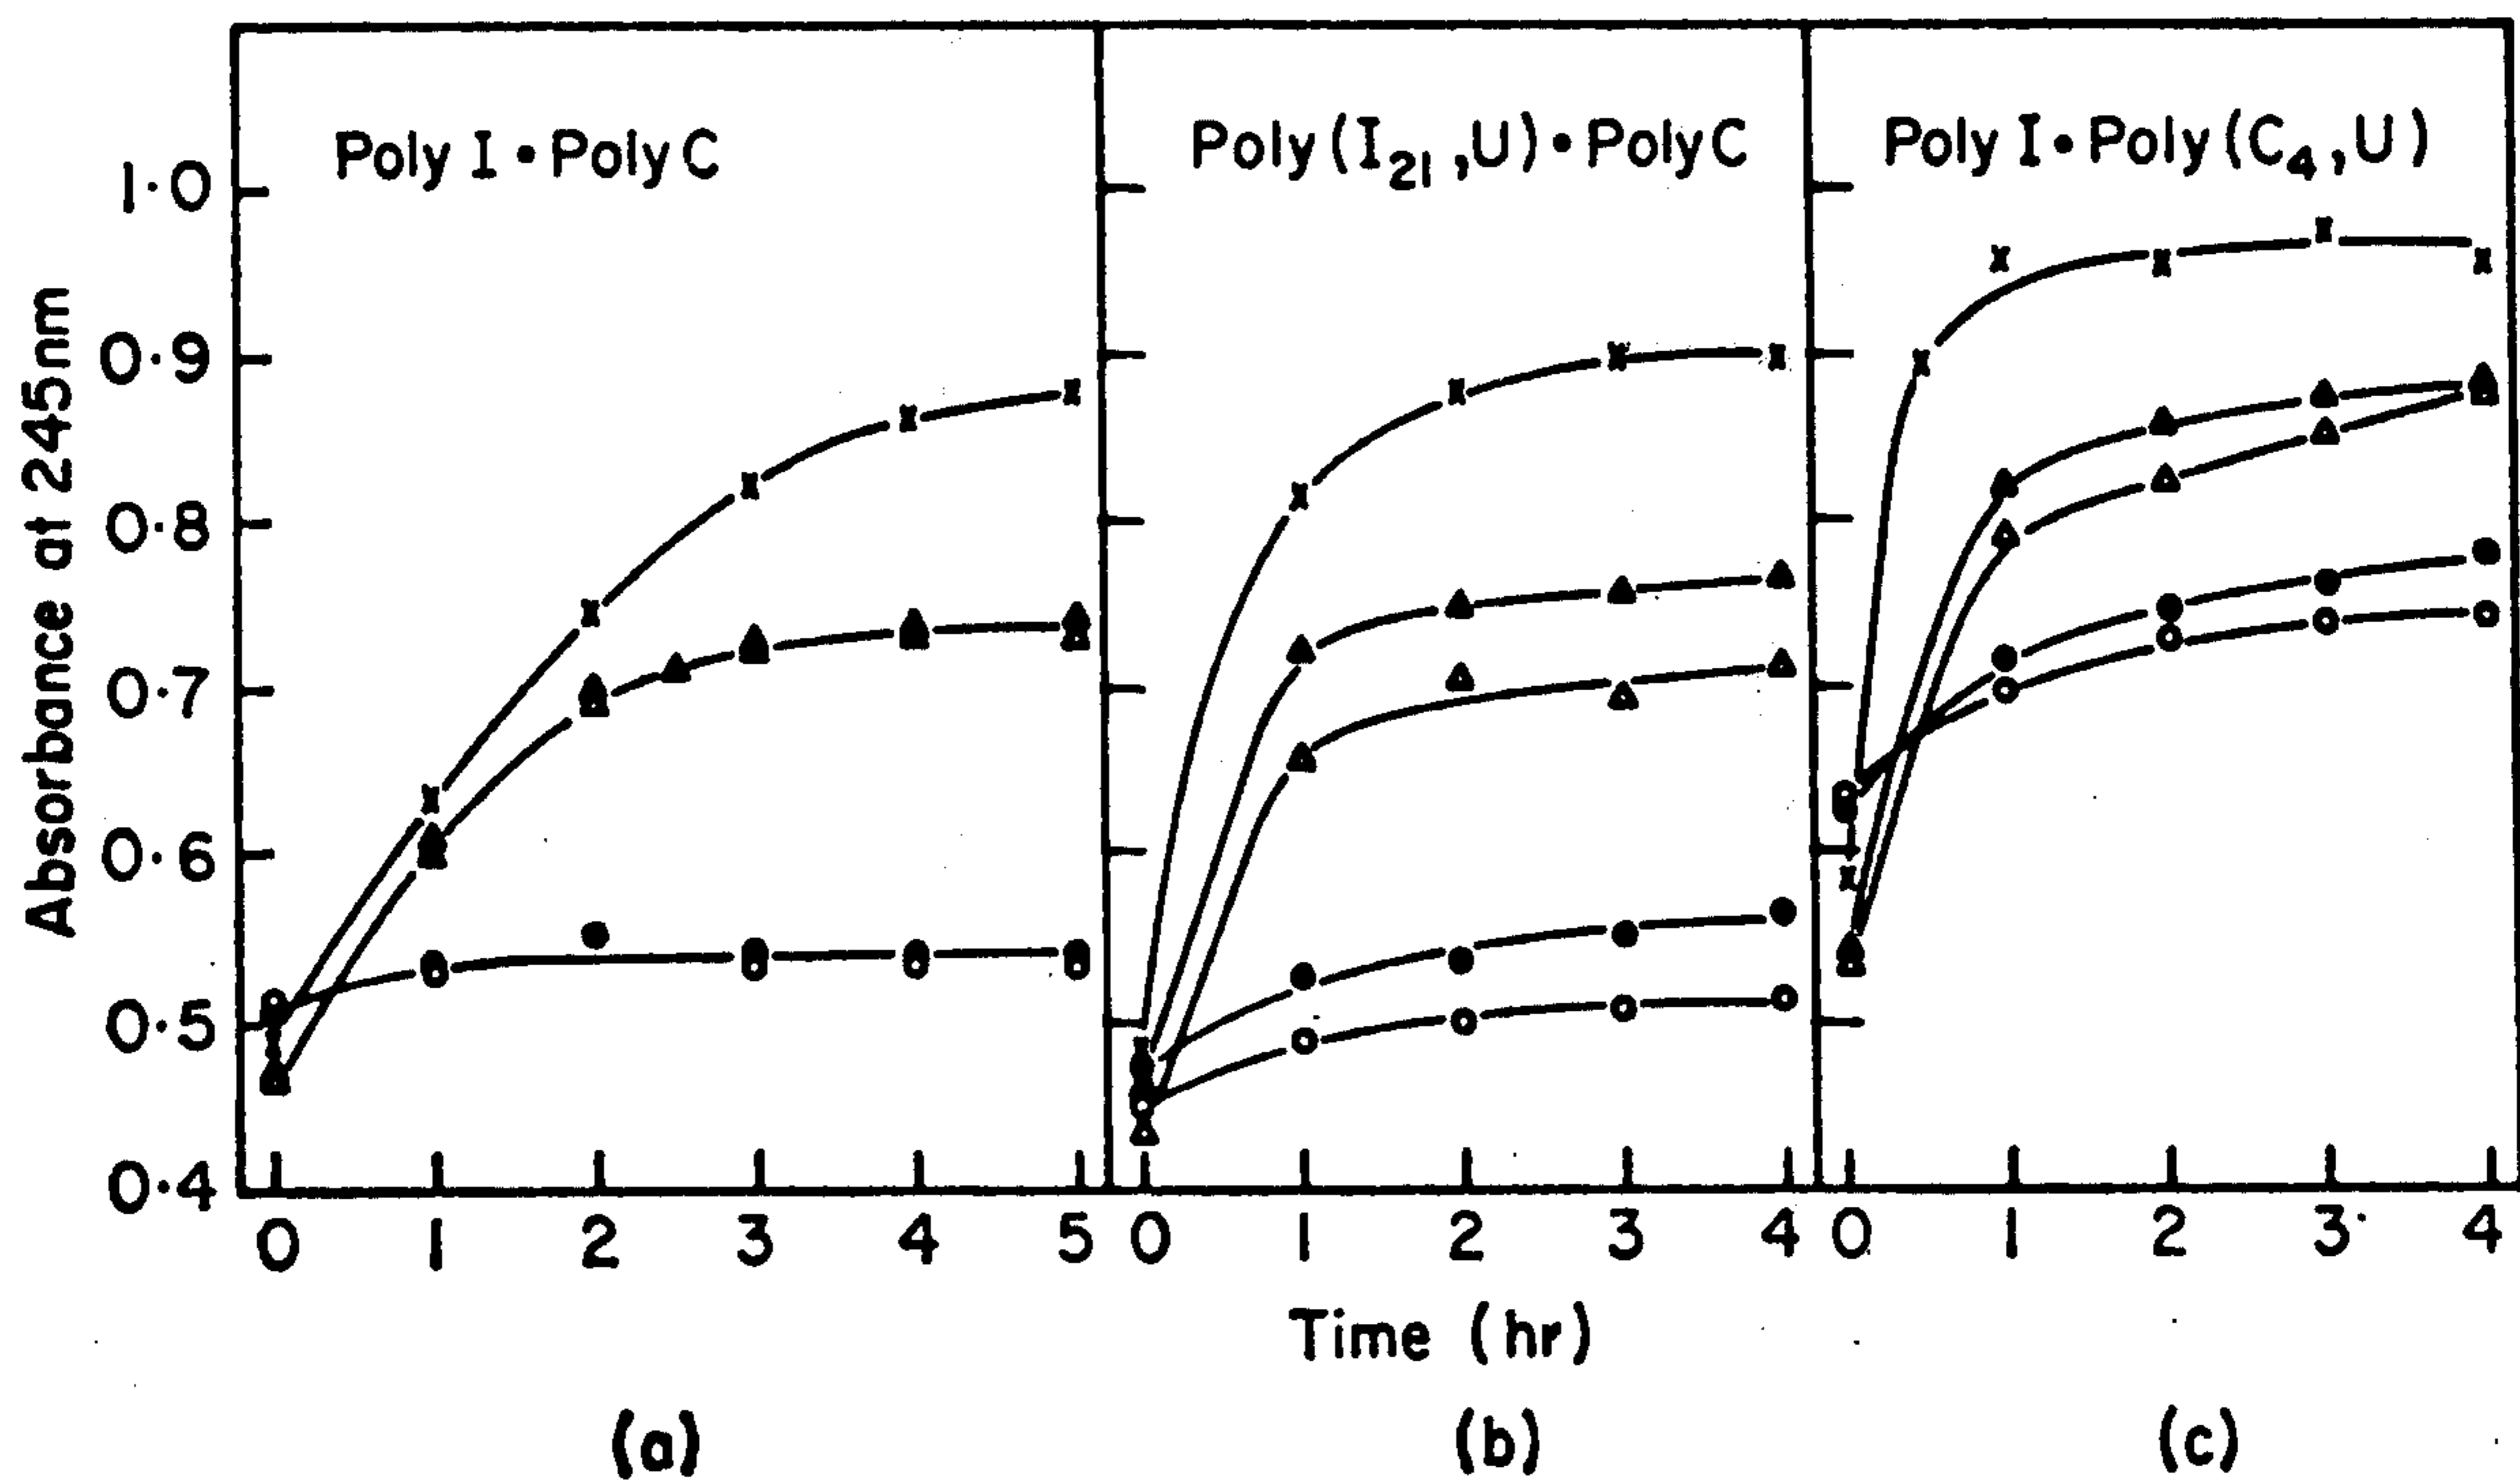 Poly I • Poly C
Poly (I₂₁, U) • Poly C
Poly I • Poly (C₄, U)
Absorbance at 245nm
1·0
0·9
0·8
0·7
0·6
0·5
0·4
0 1 2 3 4 5 0 1 2 3 4 0 1 2 3 4
Time (hr)
(a) (b) (c)